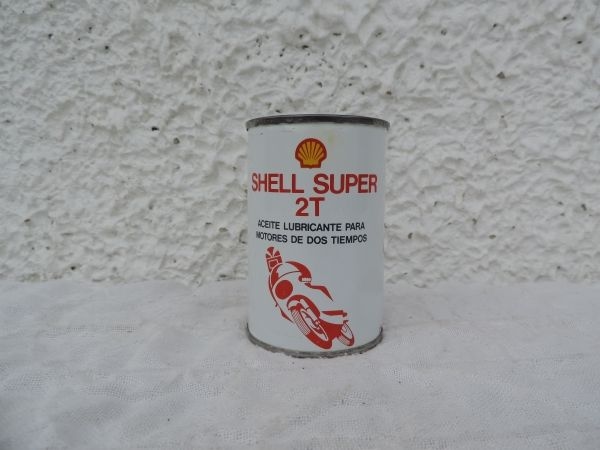 SHELL SUPER
2T
ACEITE LUBRICANTE PARA
MOTORES DE DOS TIEMPOS